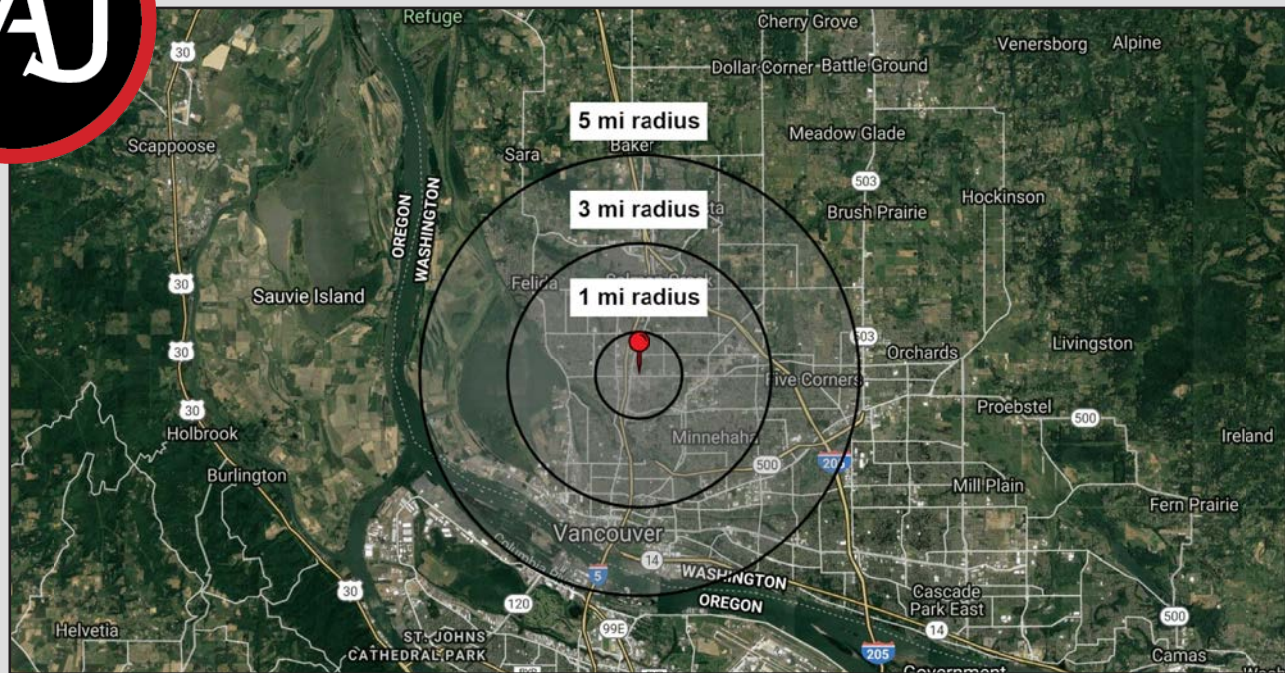 AJ
Refuge
Cherry Grove
30
Venersborg
Alpine
Dollar Corner
Battle Ground
5 mi radius
Meadow Glade
Scappoose
Baker
Sara
503
Hockinson
3 mi radius
Brush Prairie
OREGON
WASHINGTON
30
Felida
Sauvie Island
1 mi radius
503
Livingston
30
Orchards
Five Corners
30
Proebstel
500
Holbrook
Minnehaha
Ireland
500
205
Burlington
Mill Plain
Fern Prairie
Vancouver
Columbia
14
5
WASHINGTON
OREGON
30
120
Cascade
Park East
500
Helvetia
99E
14
ST. JOHNS
CATHEDRAL PARK
205
Camas
Government